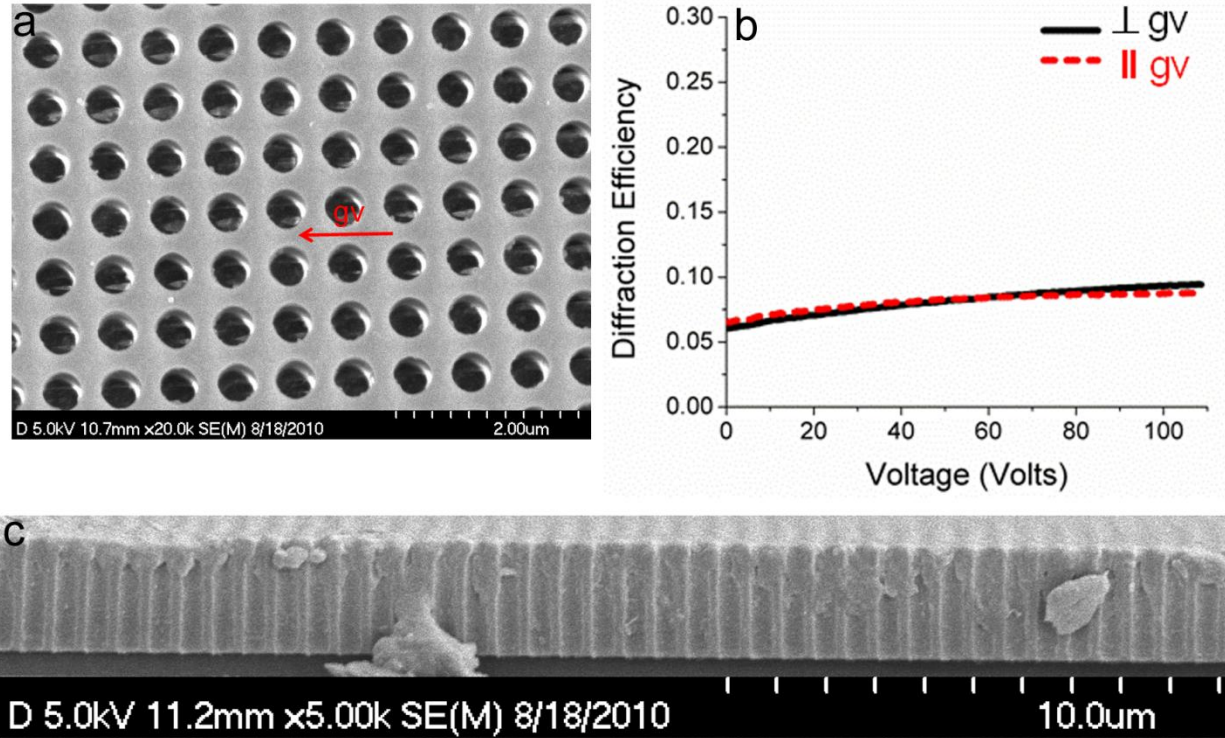 a
gv
D 5.0kV 10.7mm x20.0k SE(M) 8/18/2010
2.00um
b
⊥ gv
|| gv
Diffraction Efficiency
0.30
0.25
0.20
0.15
0.10
0.05
0.00
0 20 40 60 80 100
Voltage (Volts)
c
D 5.0kV 11.2mm x5.00k SE(M) 8/18/2010
10.0um